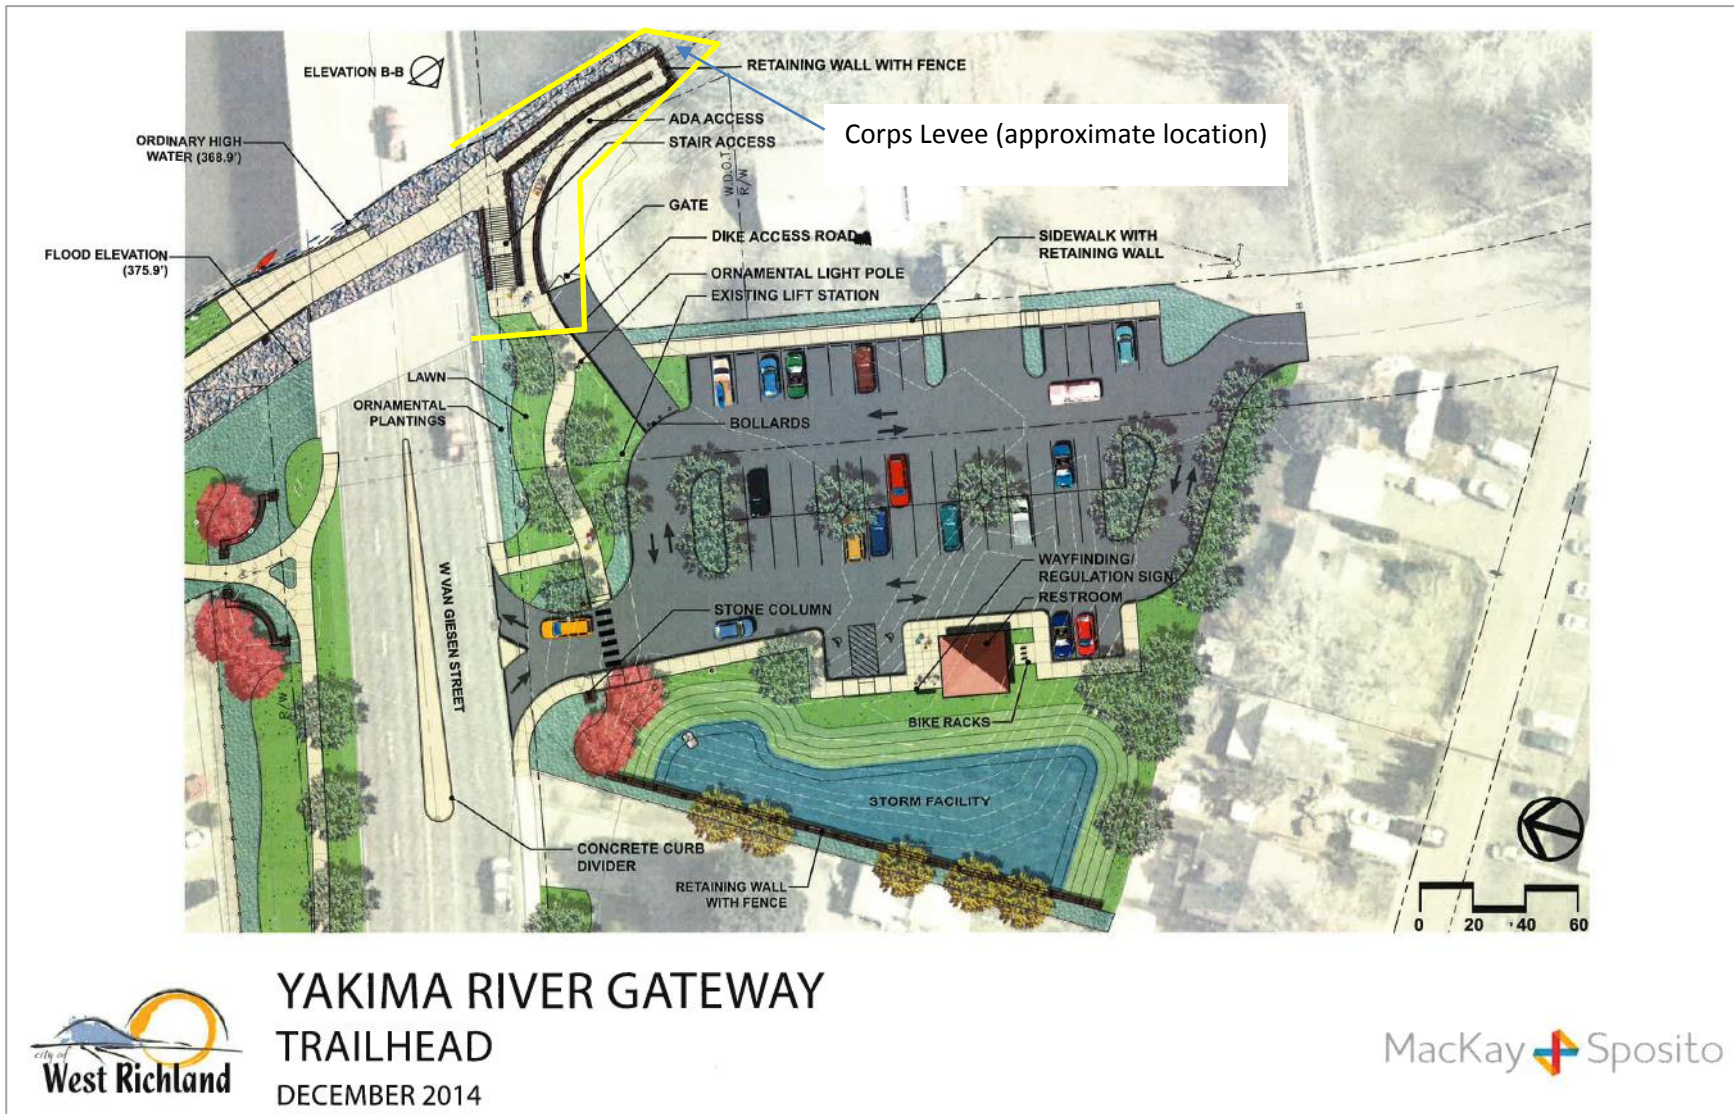 ELEVATION B-B
RETAINING WALL WITH FENCE
ADA ACCESS
STAIR ACCESS
Corps Levee (approximate location)
ORDINARY HIGH
WATER (368.9')
W.D.O.T
R/W
GATE
DIKE ACCESS ROAD
SIDEWALK WITH
RETAINING WALL
FLOOD ELEVATION
(375.9')
ORNAMENTAL LIGHT POLE
EXISTING LIFT STATION
LAWN
ORNAMENTAL
PLANTINGS
BOLLARDS
W VAN GIESEN STREET
WAYFINDING/
REGULATION SIGN
RESTROOM
STONE COLUMN
R/W
BIKE RACKS
STORM FACILITY
CONCRETE CURB
DIVIDER
RETAINING WALL
WITH FENCE
0 20 40 60
YAKIMA RIVER GATEWAY
TRAILHEAD
DECEMBER 2014
city of
West Richland
MacKay Sposito